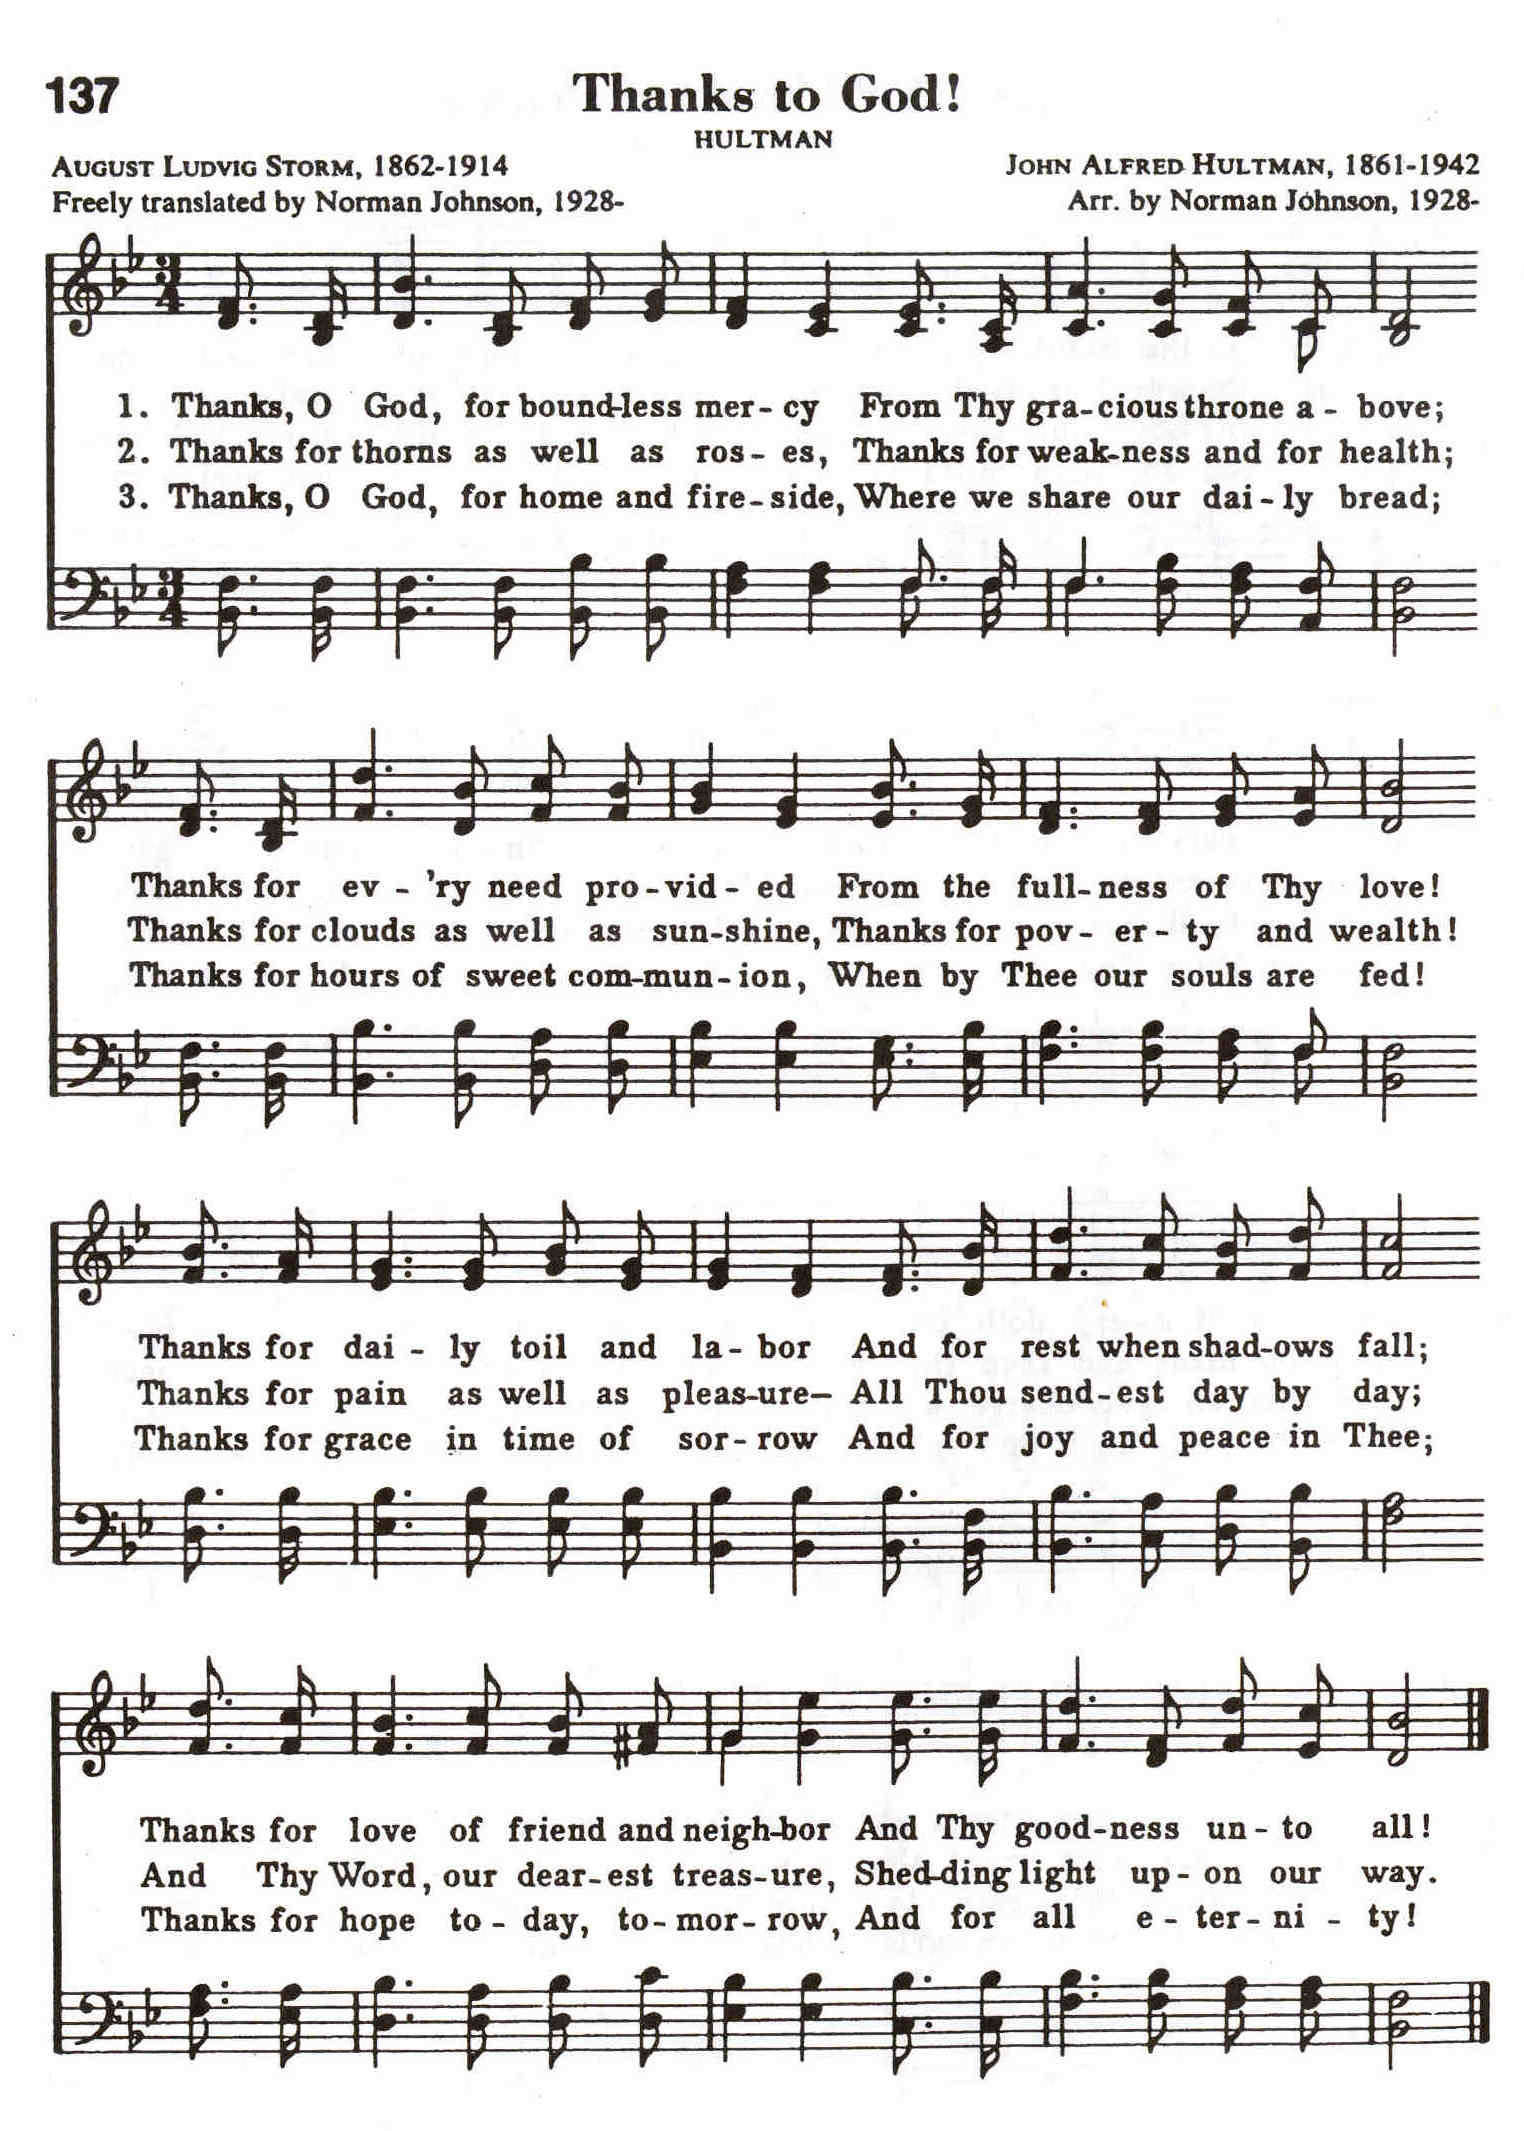 137
Thanks to God!
HULTMAN
AUGUST LUDVIG STORM, 1862-1914
JOHN ALFRED HULTMAN, 1861-1942
Freely translated by Norman Johnson, 1928-
Arr. by Norman Johnson, 1928-
3/4
1. Thanks, O God, for bound-less mer-cy From Thy gra-cious throne a-bove;
2. Thanks for thorns as well as ros-es, Thanks for weak-ness and for health;
3. Thanks, O God, for home and fire-side, Where we share our dai-ly bread;
3/4
Thanks for ev-'ry need pro-vid-ed From the full-ness of Thy love!
Thanks for clouds as well as sun-shine, Thanks for pov-er-ty and wealth!
Thanks for hours of sweet com-mun-ion, When by Thee our souls are fed!
Thanks for dai-ly toil and la-bor And for rest when shad-ows fall;
Thanks for pain as well as pleas-ure— All Thou send-est day by day;
Thanks for grace in time of sor-row And for joy and peace in Thee;
Thanks for love of friend and neigh-bor And Thy good-ness un-to all!
And Thy Word, our dear-est treas-ure, Shed-ding light up-on our way.
Thanks for hope to-day, to-mor-row, And for all e-ter-ni-ty!